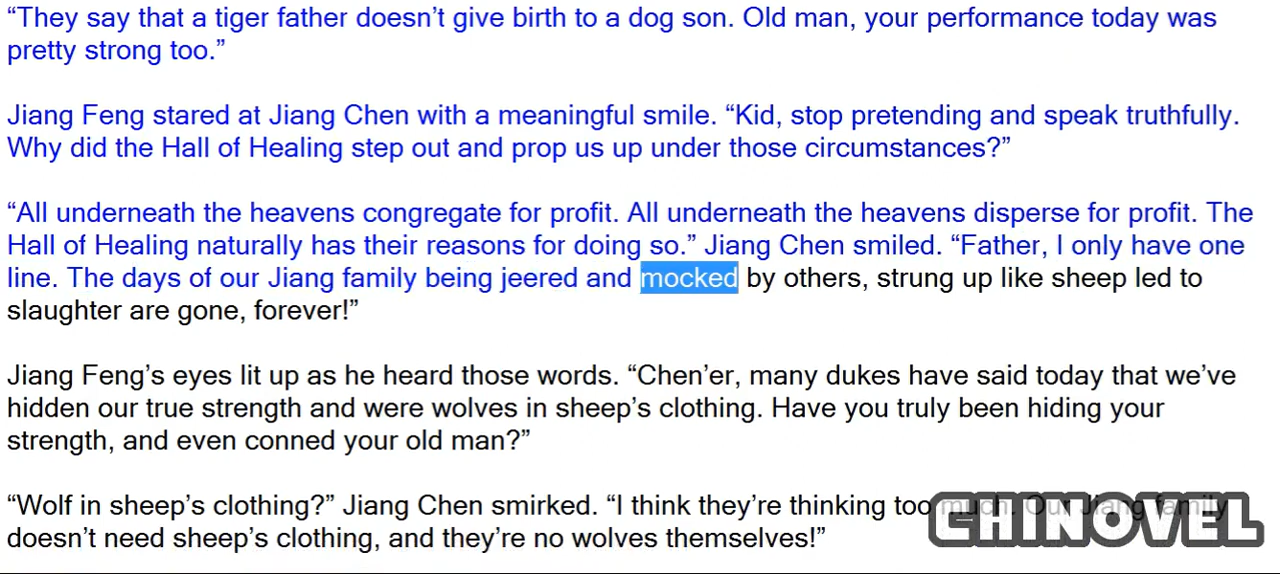 “They say that a tiger father doesn’t give birth to a dog son. Old man, your performance today was
pretty strong too.”
Jiang Feng stared at Jiang Chen with a meaningful smile. “Kid, stop pretending and speak truthfully.
Why did the Hall of Healing step out and prop us up under those circumstances?”
“All underneath the heavens congregate for profit. All underneath the heavens disperse for profit. The
Hall of Healing naturally has their reasons for doing so.” Jiang Chen smiled. “Father, I only have one
line. The days of our Jiang family being jeered and mocked by others, strung up like sheep led to
slaughter are gone, forever!”
Jiang Feng’s eyes lit up as he heard those words. “Chen’er, many dukes have said today that we’ve
hidden our true strength and were wolves in sheep’s clothing. Have you truly been hiding your
strength, and even conned your old man?”
“Wolf in sheep’s clothing?” Jiang Chen smirked. “I think they’re thinking too much. Our Jiang family
doesn’t need sheep’s clothing, and they’re no wolves themselves!”
CHINOVEL